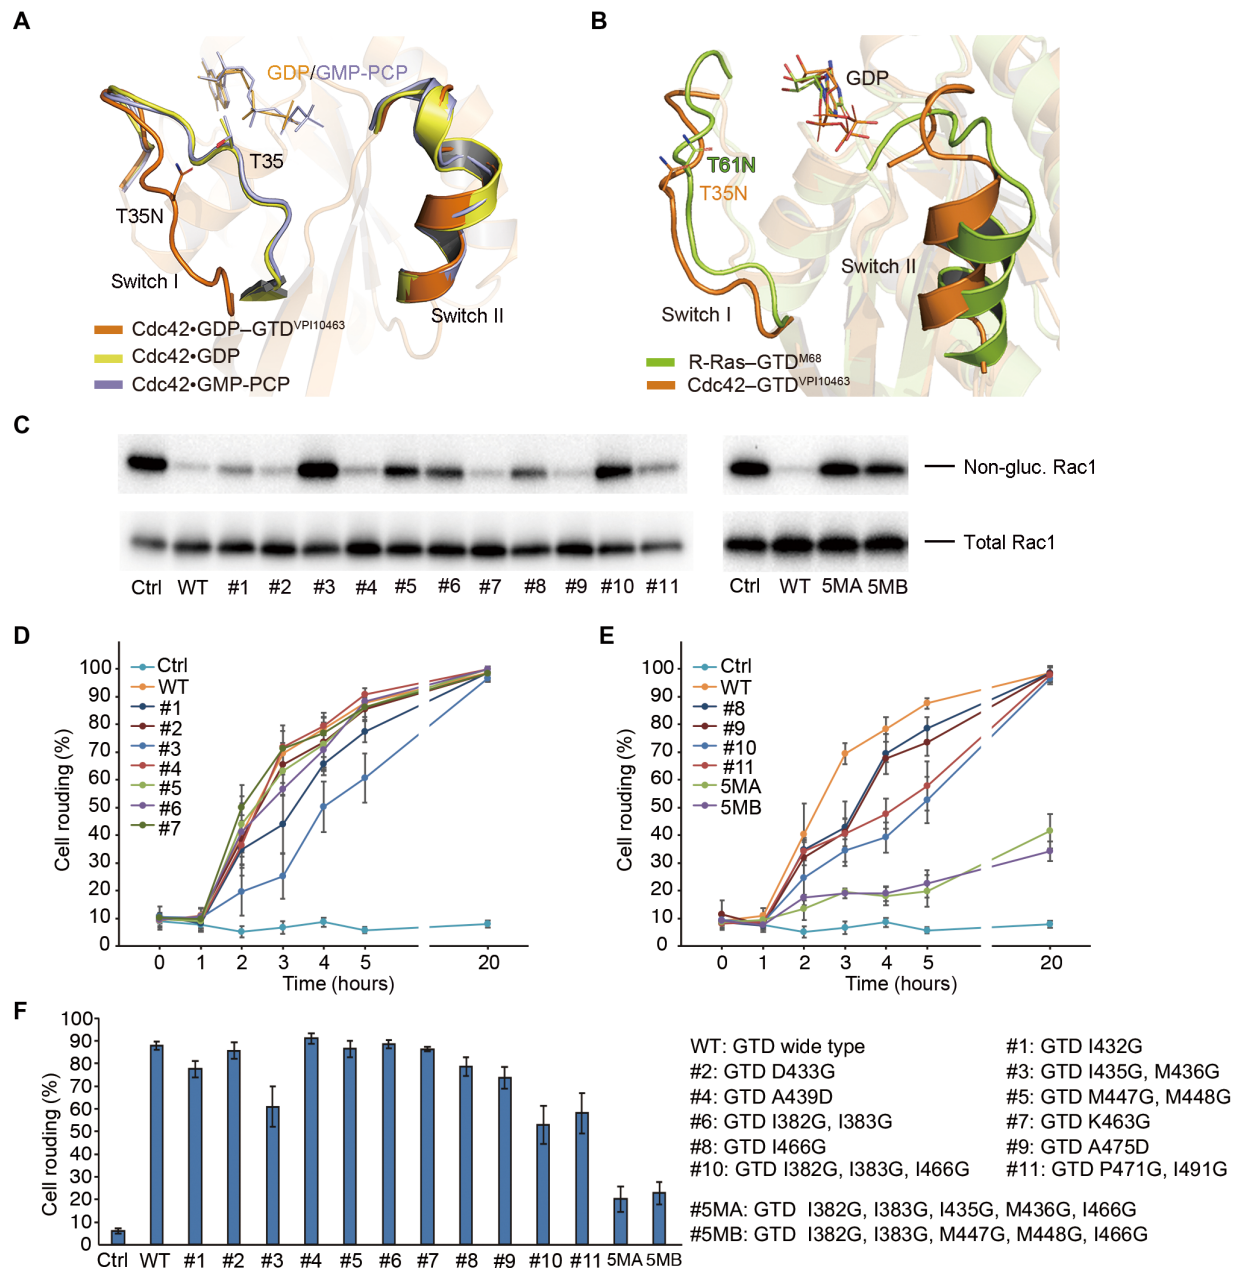 A
GDP/GMP-PCP
T35
T35N
Switch I
Switch II
Cdc42•GDP–GTD^VPI10463
Cdc42•GDP
Cdc42•GMP-PCP
B
GDP
T61N
T35N
Switch II
Switch I
R-Ras–GTD^M68
Cdc42–GTD^VPI10463
C
Non-gluc. Rac1
Total Rac1
Ctrl WT #1 #2 #3 #4 #5 #6 #7 #8 #9 #10 #11
Ctrl WT 5MA 5MB
D
Cell rouding (%)
100
90
80
70
60
50
40
30
20
10
0
Ctrl
WT
#1
#2
#3
#4
#5
#6
#7
0 1 2 3 4 5 20
Time (hours)
E
Cell rouding (%)
100
90
80
70
60
50
40
30
20
10
0
Ctrl
WT
#8
#9
#10
#11
5MA
5MB
0 1 2 3 4 5 20
Time (hours)
F
Cell rouding (%)
100
90
80
70
60
50
40
30
20
10
0
Ctrl WT #1 #2 #3 #4 #5 #6 #7 #8 #9 #10 #11 5MA 5MB
WT: GTD wide type #1: GTD I432G
#2: GTD D433G #3: GTD I435G, M436G
#4: GTD A439D #5: GTD M447G, M448G
#6: GTD I382G, I383G #7: GTD K463G
#8: GTD I466G #9: GTD A475D
#10: GTD I382G, I383G, I466G #11: GTD P471G, I491G
#5MA: GTD I382G, I383G, I435G, M436G, I466G
#5MB: GTD I382G, I383G, M447G, M448G, I466G